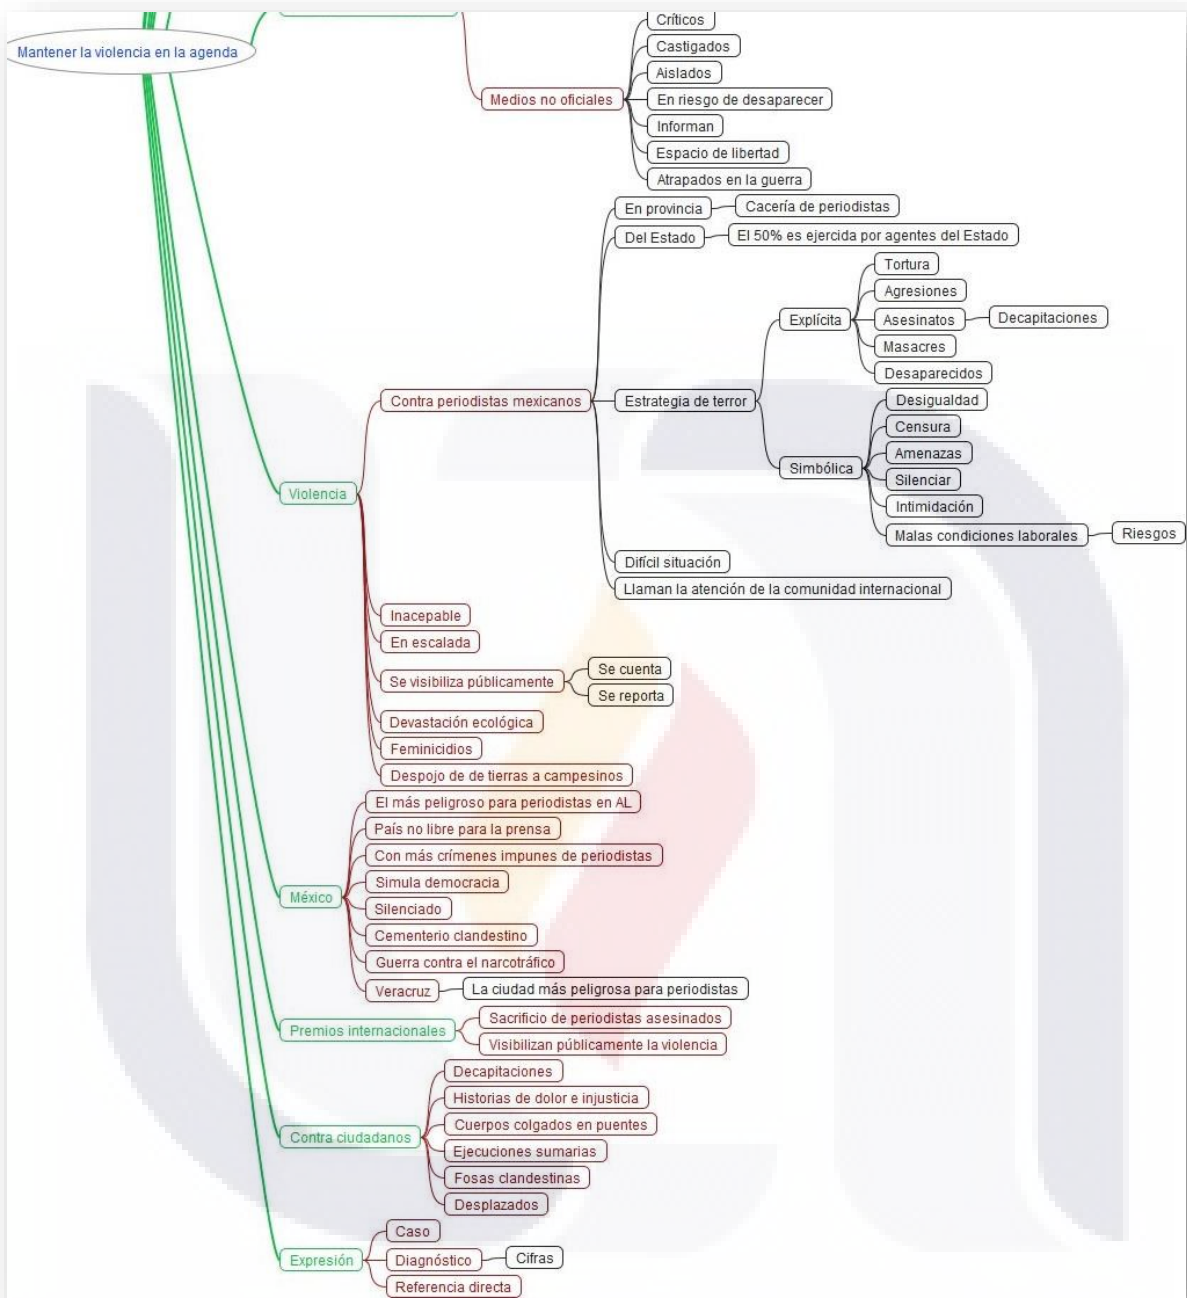 Mantener la violencia en la agenda
Críticos
Castigados
Aislados
Medios no oficiales
En riesgo de desaparecer
Informan
Espacio de libertad
Atrapados en la guerra
En provincia
Cacería de periodistas
Del Estado
El 50% es ejercida por agentes del Estado
Tortura
Agresiones
Explícita
Asesinatos
Decapitaciones
Masacres
Desaparecidos
Contra periodistas mexicanos
Estrategia de terror
Desigualdad
Censura
Amenazas
Simbólica
Silenciar
Violencia
Intimidación
Malas condiciones laborales
Riesgos
Difícil situación
Llaman la atención de la comunidad internacional
Inacepable
En escalada
Se visibiliza públicamente
Se cuenta
Se reporta
Devastación ecológica
Feminicidios
Despojo de de tierras a campesinos
El más peligroso para periodistas en AL
País no libre para la prensa
Con más crímenes impunes de periodistas
Simula democracia
México
Silenciado
Cementerio clandestino
Guerra contra el narcotráfico
Veracruz
La ciudad más peligrosa para periodistas
Premios internacionales
Sacrificio de periodistas asesinados
Visibilizan públicamente la violencia
Decapitaciones
Historias de dolor e injusticia
Cuerpos colgados en puentes
Contra ciudadanos
Ejecuciones sumarias
Fosas clandestinas
Desplazados
Caso
Expresión
Diagnóstico
Cifras
Referencia directa